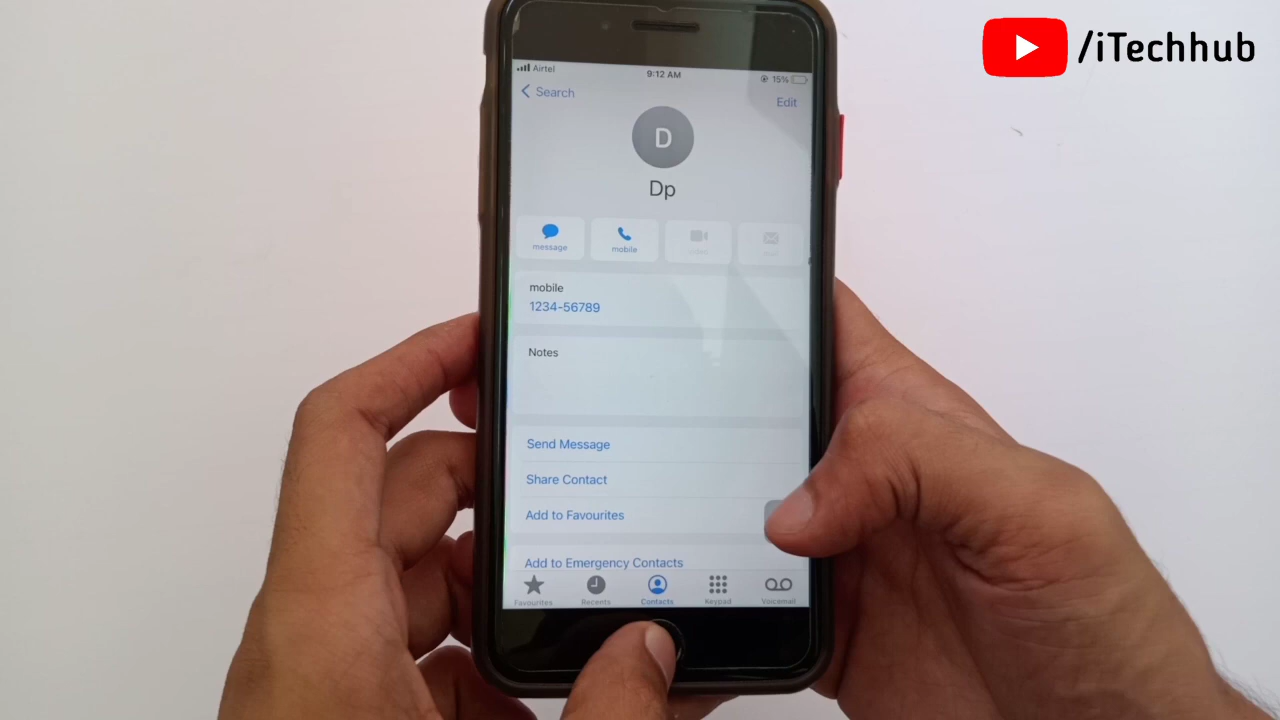 /iTechhub
Airtel 9:12 AM 15%
Search
Edit
D
Dp
message mobile
mobile
1234-56789
Notes
Send Message
Share Contact
Add to Favourites
Add to Emergency Contacts
Favourites Recents Contacts Keypad Voicemail